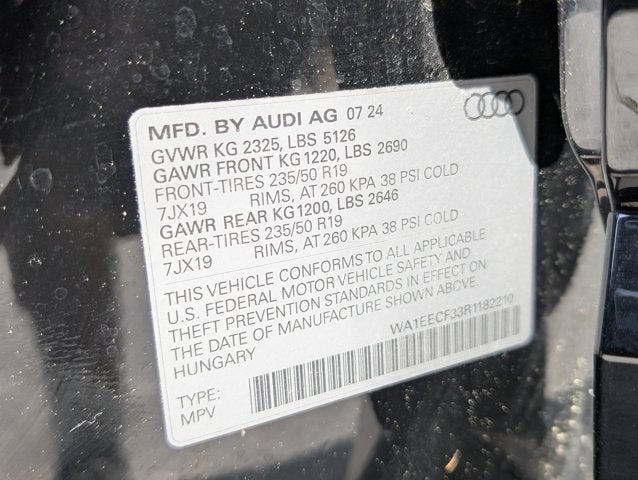 MFD. BY AUDI AG 07 24
GVWR KG 2325, LBS 5126
GAWR FRONT KG1220, LBS 2690
FRONT-TIRES 235/50 R19
7JX19 RIMS, AT 260 KPA 38 PSI COLD
GAWR REAR KG1200, LBS 2646
REAR-TIRES 235/50 R19
7JX19 RIMS, AT 260 KPA 38 PSI COLD
THIS VEHICLE CONFORMS TO ALL APPLICABLE
U.S. FEDERAL MOTOR VEHICLE SAFETY AND
THEFT PREVENTION STANDARDS IN EFFECT ON
THE DATE OF MANUFACTURE SHOWN ABOVE.
HUNGARY
WA1EECF33R1182210
TYPE:
MPV